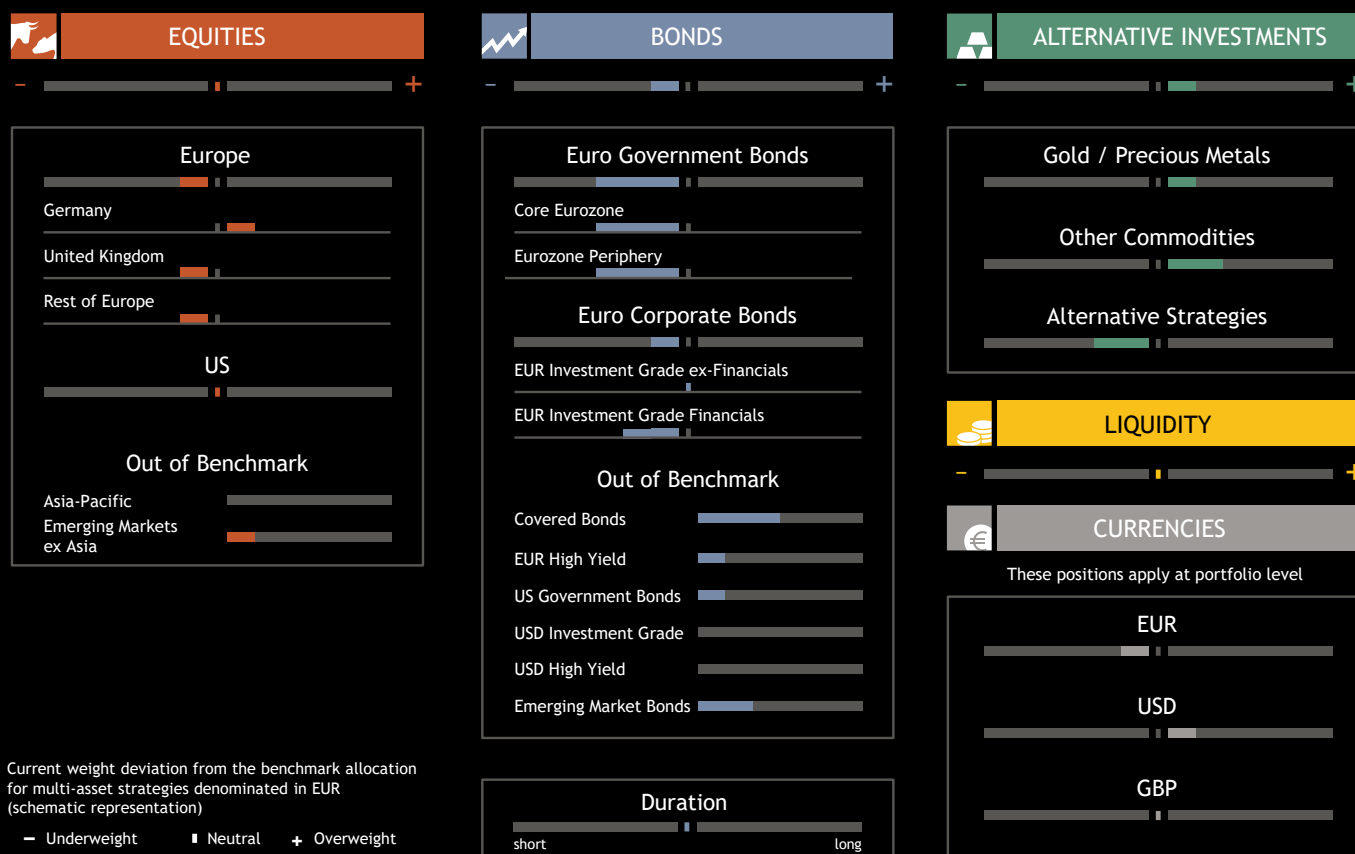 EQUITIES
- +
Europe
Germany
United Kingdom
Rest of Europe
US
Out of Benchmark
Asia-Pacific
Emerging Markets
ex Asia
Current weight deviation from the benchmark allocation
for multi-asset strategies denominated in EUR
(schematic representation)
– Underweight Neutral + Overweight
BONDS
- +
Euro Government Bonds
Core Eurozone
Eurozone Periphery
Euro Corporate Bonds
EUR Investment Grade ex-Financials
EUR Investment Grade Financials
Out of Benchmark
Covered Bonds
EUR High Yield
US Government Bonds
USD Investment Grade
USD High Yield
Emerging Market Bonds
Duration
short long
ALTERNATIVE INVESTMENTS
- +
Gold / Precious Metals
Other Commodities
Alternative Strategies
LIQUIDITY
- +
€ CURRENCIES
These positions apply at portfolio level
EUR
USD
GBP